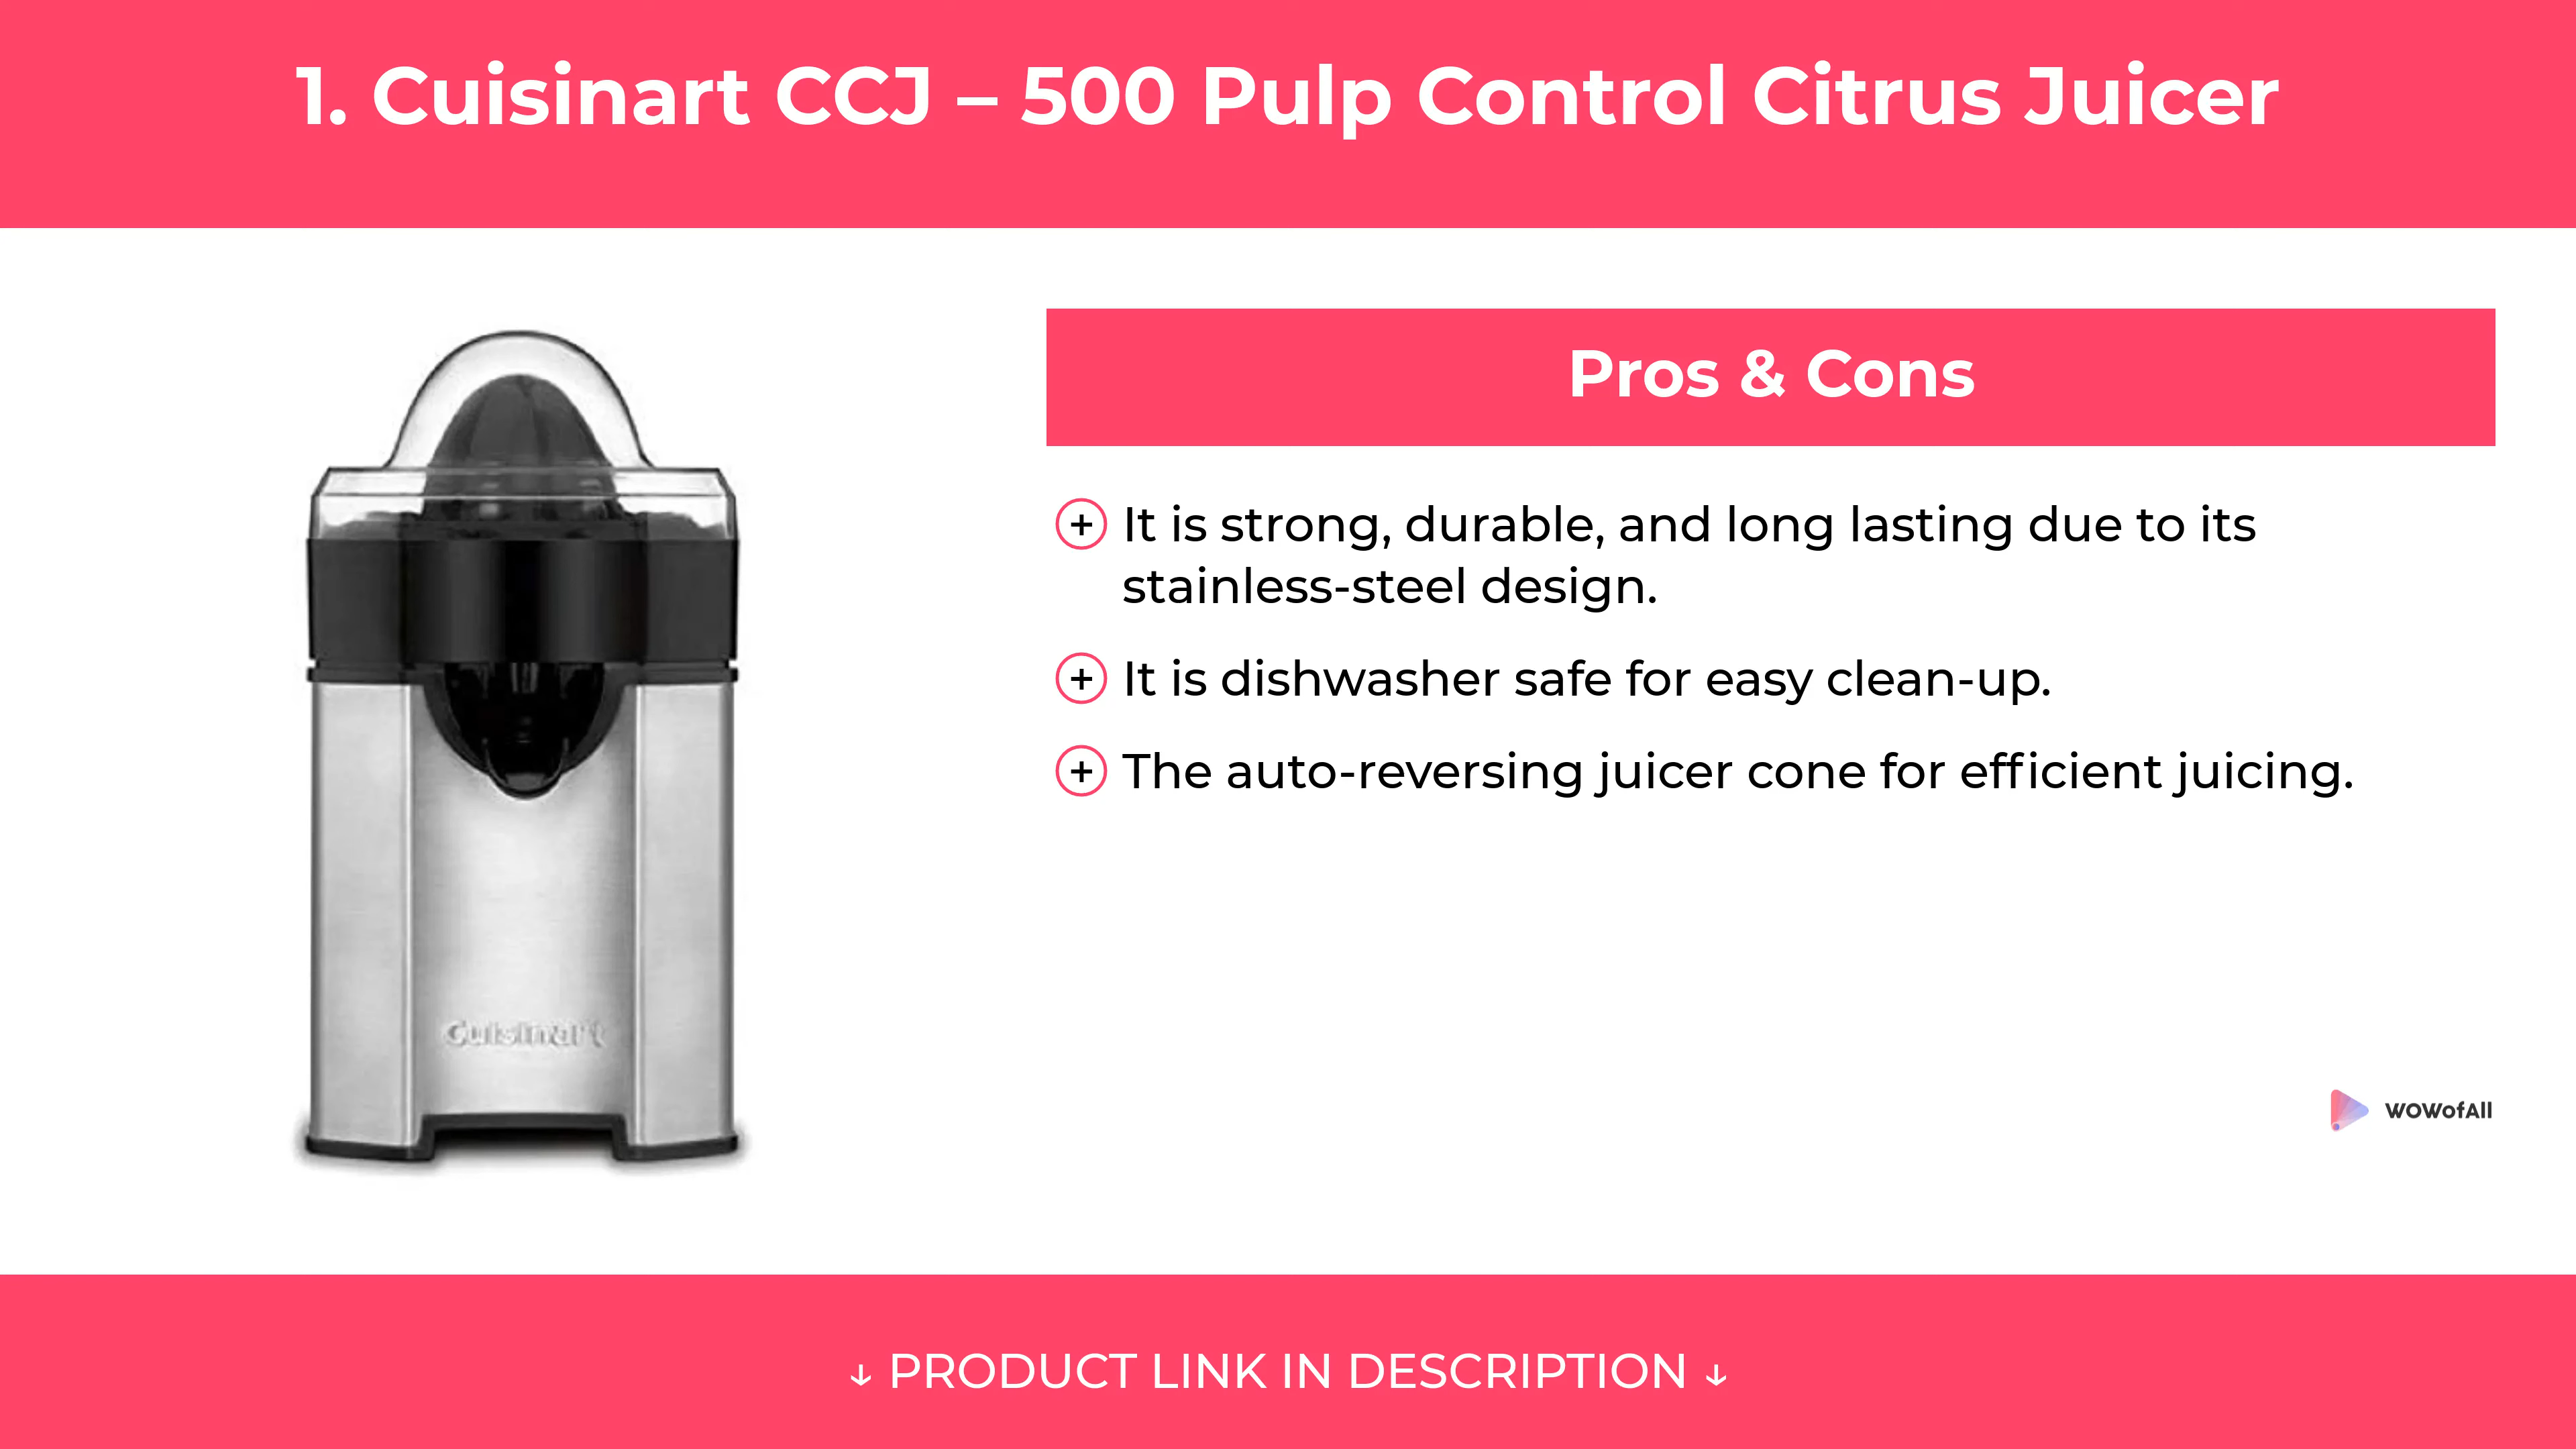 1. Cuisinart CCJ – 500 Pulp Control Citrus Juicer
Pros & Cons
+ It is strong, durable, and long lasting due to its
stainless-steel design.
+ It is dishwasher safe for easy clean-up.
+ The auto-reversing juicer cone for efficient juicing.
Cuisinart
WOWofAll
↓ PRODUCT LINK IN DESCRIPTION ↓